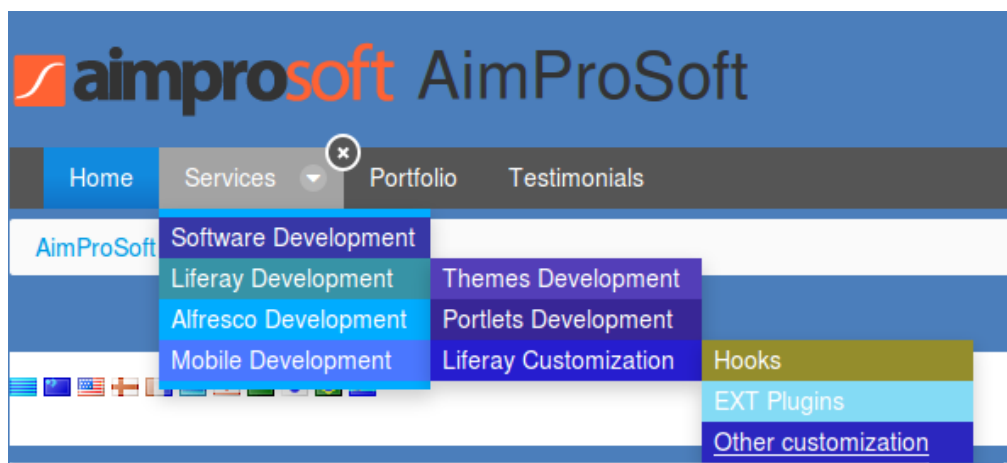 aimprosoft AimProSoft
Home Services Portfolio Testimonials
AimProSoft
Software Development
Liferay Development
Alfresco Development
Mobile Development
Themes Development
Portlets Development
Liferay Customization
Hooks
EXT Plugins
Other customization